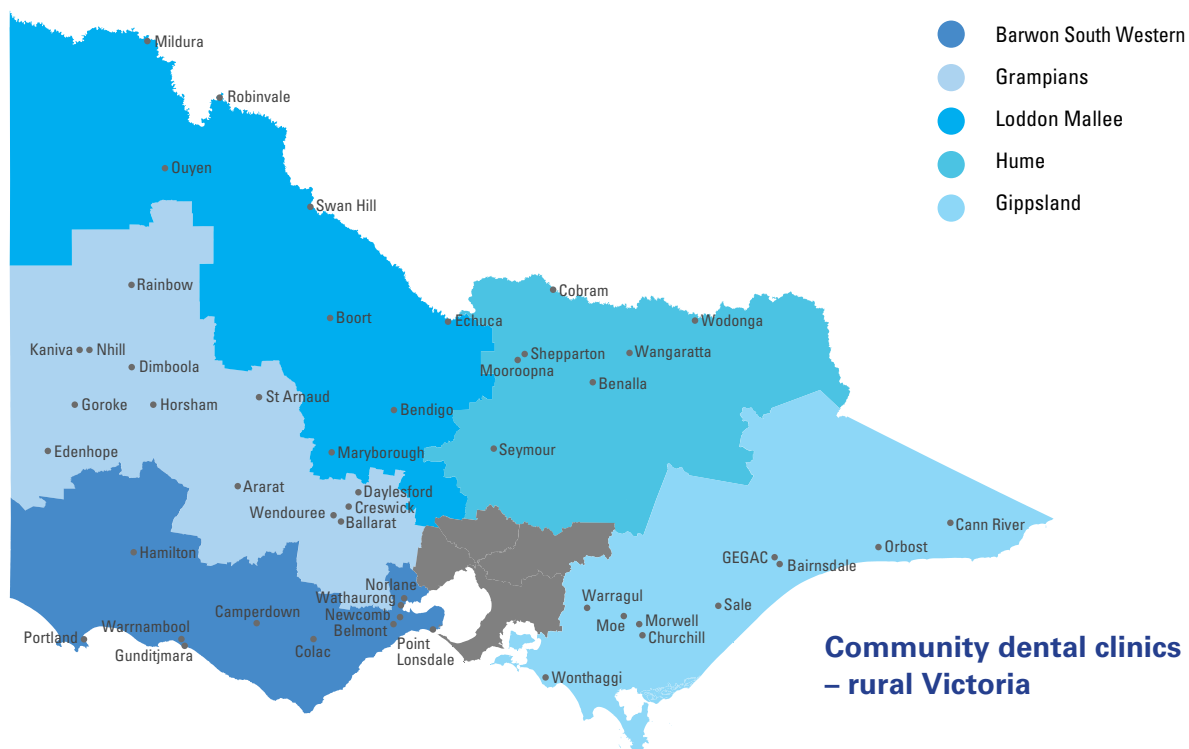 Mildura
Robinvale
Ouyen
Swan Hill
Rainbow
Boort
Echuca
Cobram
Wodonga
Kaniva
Nhill
Dimboola
Shepparton
Mooroopna
Wangaratta
Benalla
Goroke
Horsham
St Arnaud
Bendigo
Edenhope
Maryborough
Seymour
Ararat
Daylesford
Creswick
Wendouree
Ballarat
Cann River
Hamilton
GEGAC
Orbost
Bairnsdale
Norlane
Wathaurong
Newcomb
Belmont
Camperdown
Warragul
Moe
Morwell
Churchill
Sale
Portland
Warrnambool
Gunditjmara
Colac
Point
Lonsdale
Wonthaggi
Barwon South Western
Grampians
Loddon Mallee
Hume
Gippsland
Community dental clinics
– rural Victoria